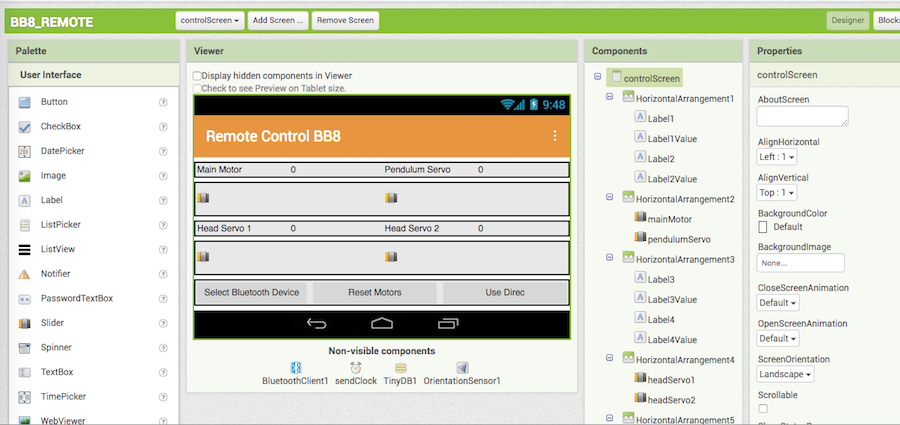 BB8_REMOTE controlScreen Add Screen ... Remove Screen Designer Blocks
Palette
User Interface
Button
CheckBox
DatePicker
Image
Label
ListPicker
ListView
Notifier
PasswordTextBox
Slider
Spinner
TextBox
TimePicker
WebViewer
Viewer
Display hidden components in Viewer
Check to see Preview on Tablet size.
9:48
Remote Control BB8
Main Motor 0 Pendulum Servo 0
Head Servo 1 0 Head Servo 2 0
Select Bluetooth Device Reset Motors Use Direc
Non-visible components
BluetoothClient1 sendClock TinyDB1 OrientationSensor1
Components
controlScreen
HorizontalArrangement1
Label1
Label1Value
Label2
Label2Value
HorizontalArrangement2
mainMotor
pendulumServo
HorizontalArrangement3
Label3
Label3Value
Label4
Label4Value
HorizontalArrangement4
headServo1
headServo2
HorizontalArrangement5
Properties
controlScreen
AboutScreen
AlignHorizontal
Left : 1
AlignVertical
Top : 1
BackgroundColor
Default
BackgroundImage
None...
CloseScreenAnimation
Default
OpenScreenAnimation
Default
ScreenOrientation
Landscape
Scrollable